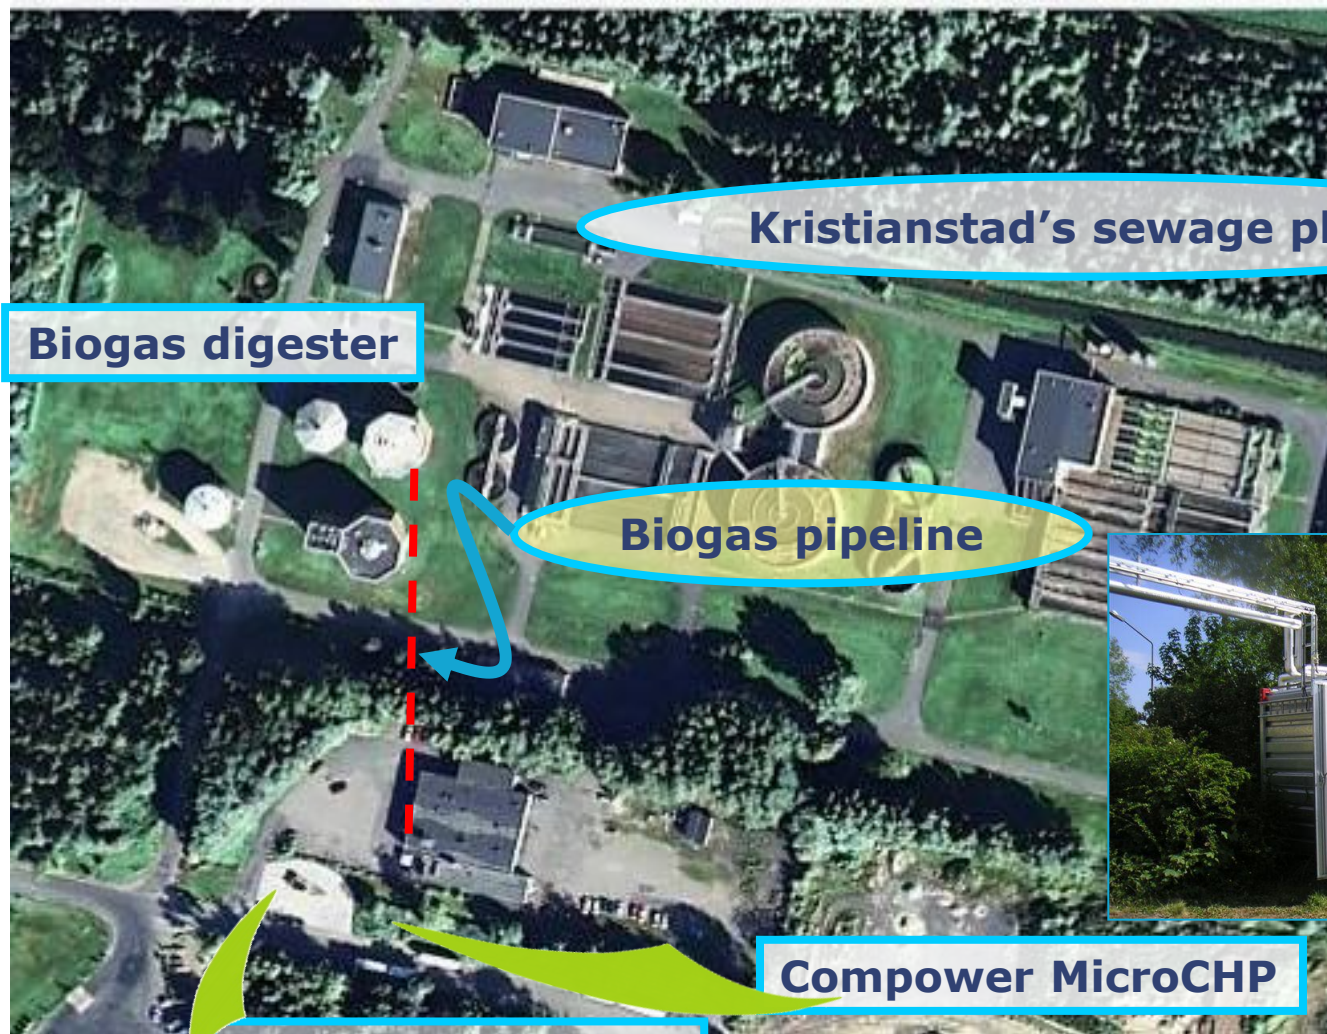 Kristianstad's sewage pl
Biogas digester
Biogas pipeline
Compower MicroCHP